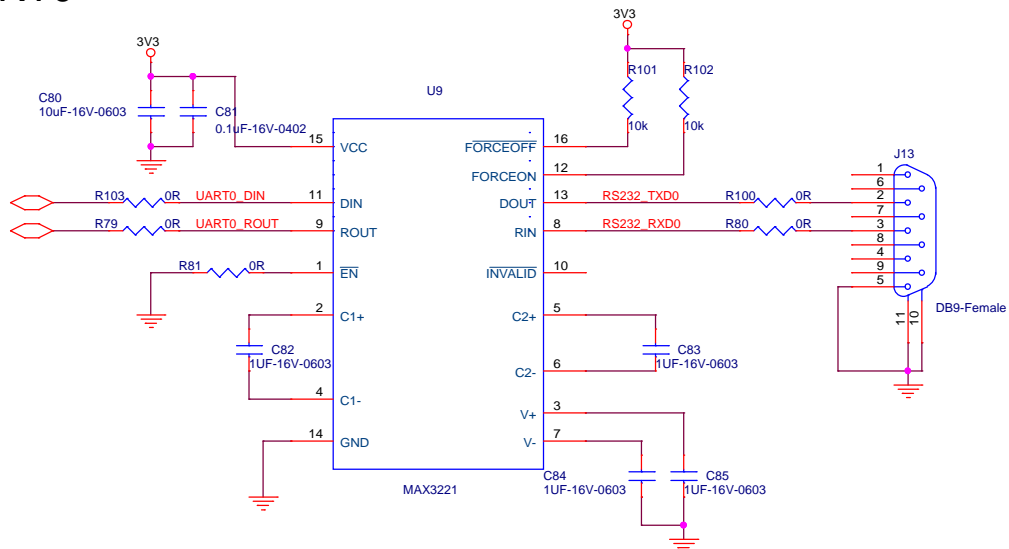 3V3
C80
10uF-16V-0603
C81
0.1uF-16V-0402
U9
3V3
R101
R102
10k
10k
15
VCC
FORCEOFF
16
FORCEON
12
R103
0R
UART0_DIN
11
DIN
DOUT
13
RS232_TXD0
R100
0R
R79
0R
UART0_ROUT
9
ROUT
RIN
8
RS232_RXD0
R80
0R
R81
0R
1
EN
INVALID
10
2
C1+
C2+
5
C82
1UF-16V-0603
C83
1UF-16V-0603
C2-
6
4
C1-
V+
3
14
GND
V-
7
C84
1UF-16V-0603
C85
1UF-16V-0603
MAX3221
J13
1
6
2
7
3
8
4
9
5
11
10
DB9-Female